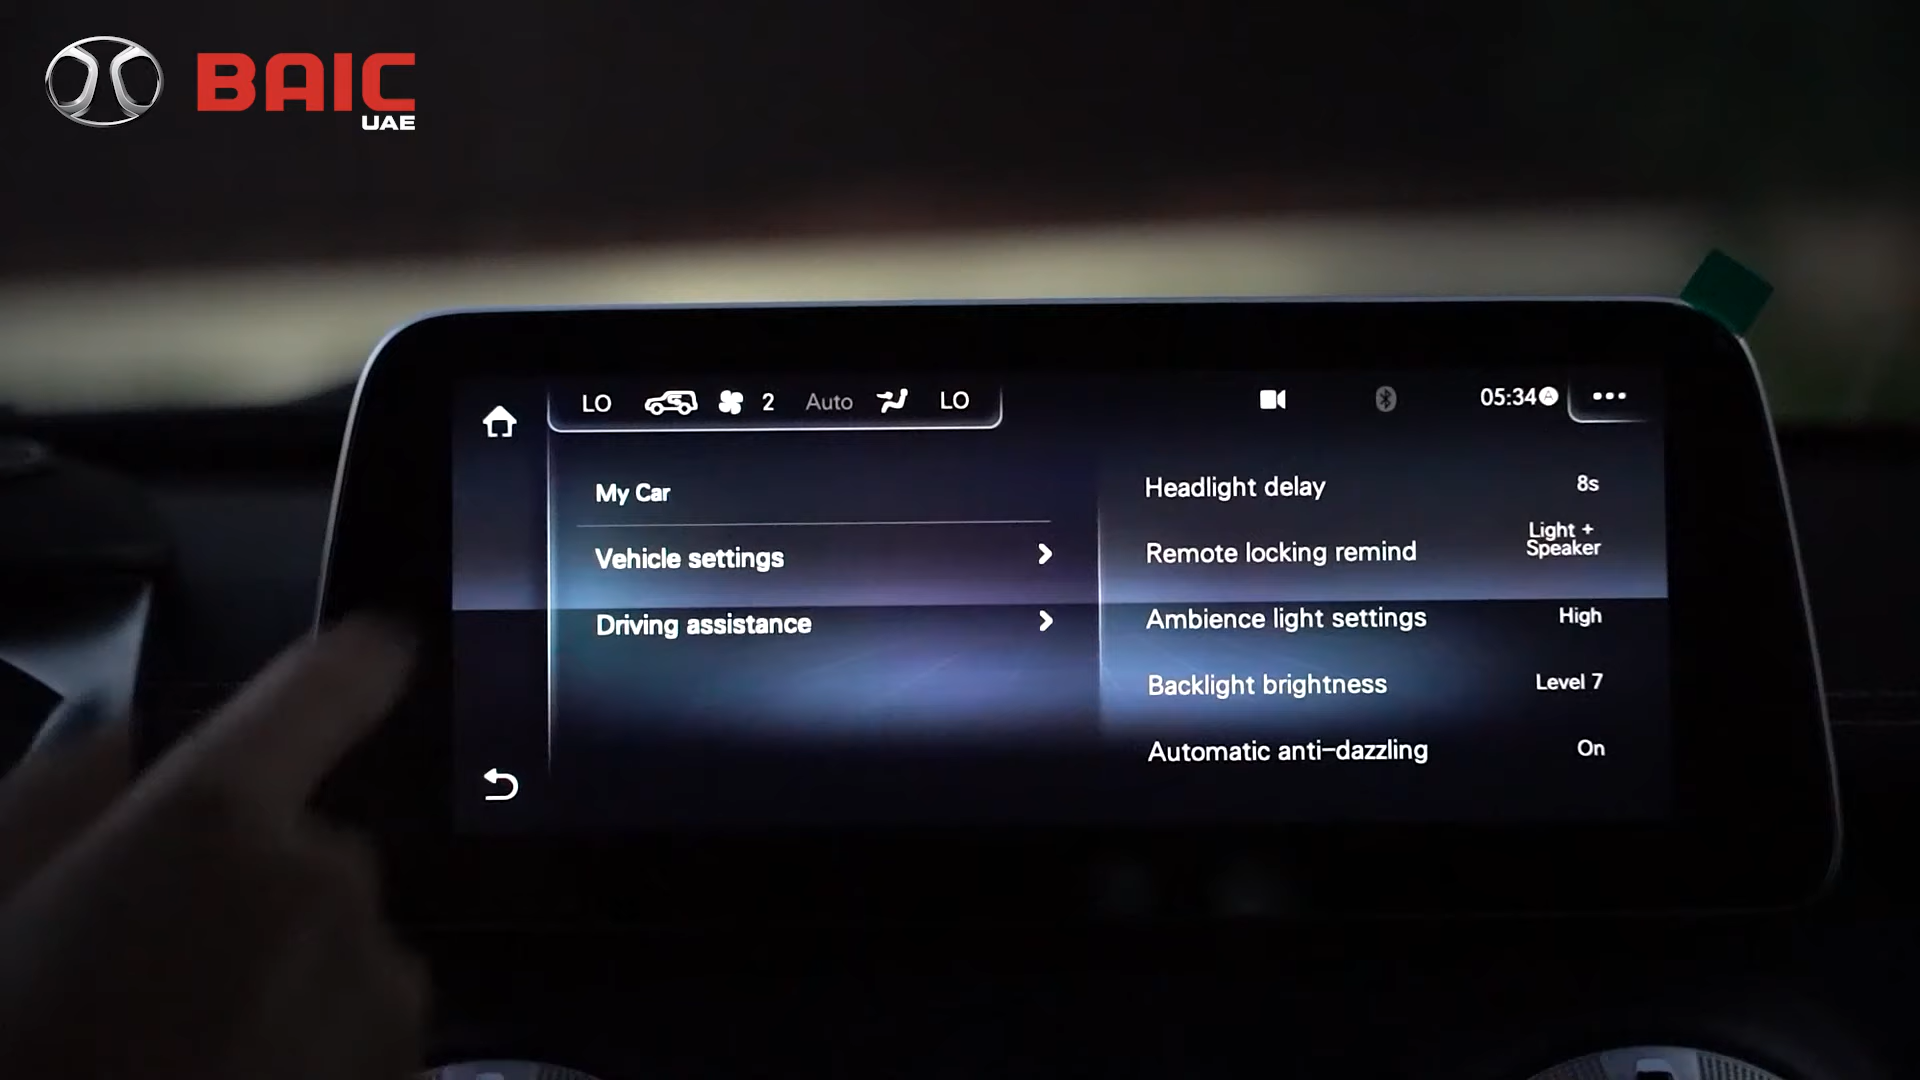 BAIC
UAE
LO 2 Auto LO 05:34 A
My Car
Vehicle settings
Driving assistance
Headlight delay 8s
Remote locking remind Light + Speaker
Ambience light settings High
Backlight brightness Level 7
Automatic anti-dazzling On